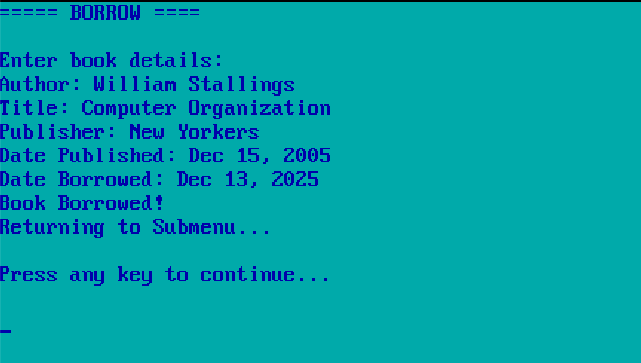 ===== BORROW ====
Enter book details:
Author: William Stallings
Title: Computer Organization
Publisher: New Yorkers
Date Published: Dec 15, 2005
Date Borrowed: Dec 13, 2025
Book Borrowed!
Returning to Submenu...
Press any key to continue...
_